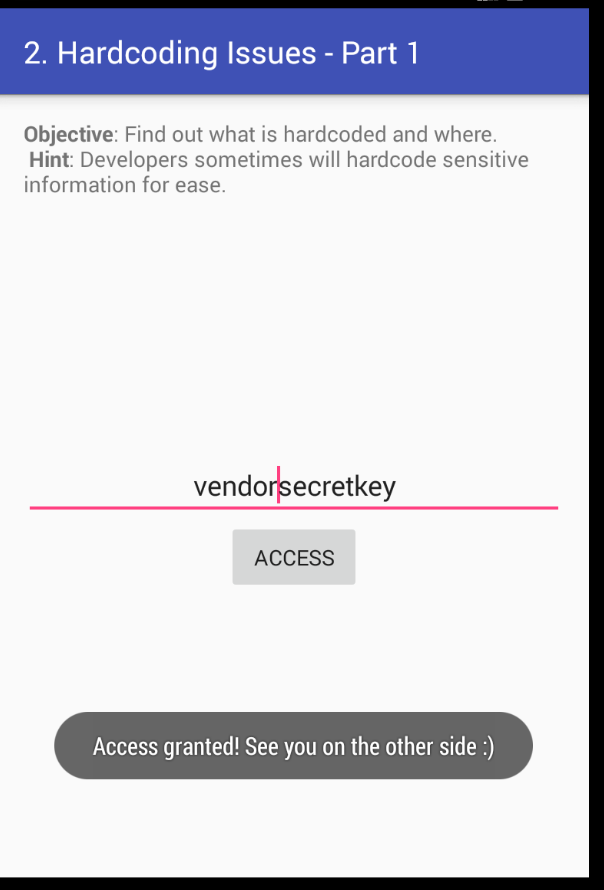 2. Hardcoding Issues - Part 1
Objective: Find out what is hardcoded and where.
Hint: Developers sometimes will hardcode sensitive
information for ease.
vendorsecretkey
ACCESS
Access granted! See you on the other side :)